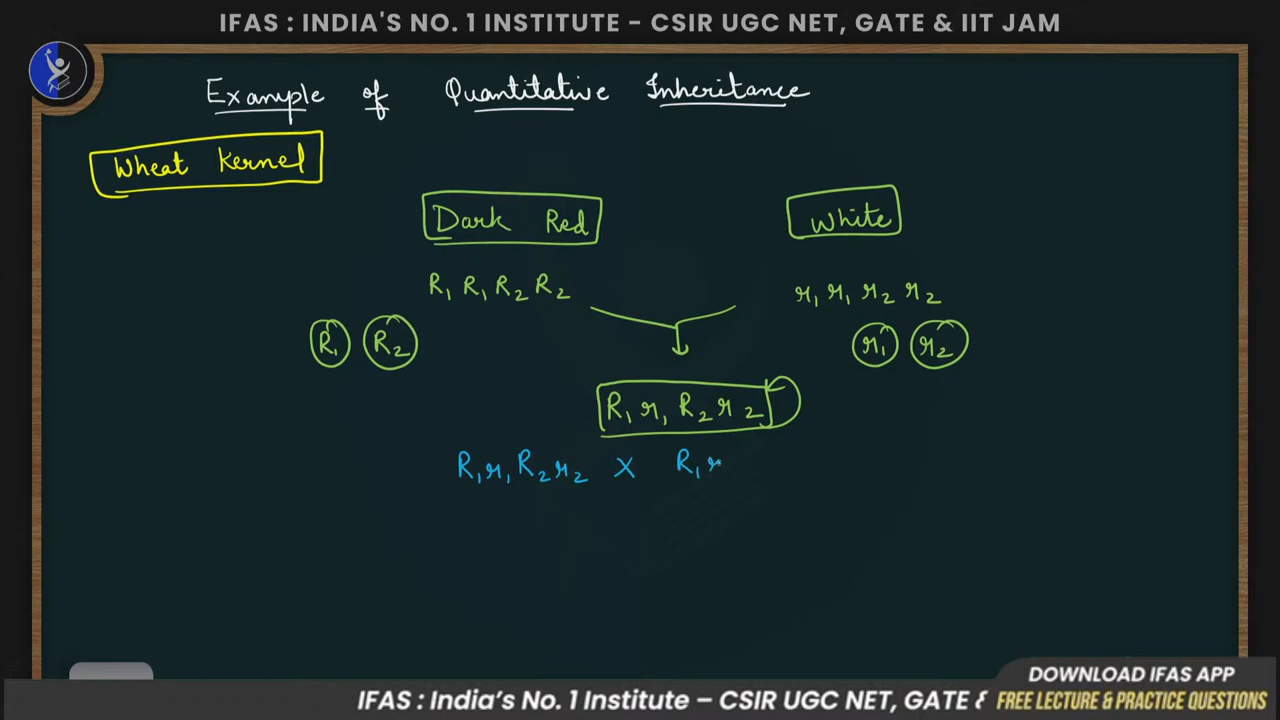 IFAS : INDIA'S NO. 1 INSTITUTE - CSIR UGC NET, GATE & IIT JAM
Example of Quantitative Inheritance
Wheat Kernel
Dark Red White
R₁ R₁ R₂ R₂ r₁ r₁ r₂ r₂
R₁ R₂ r₁ r₂
R₁ r₁ R₂ r₂
R₁ r₁ R₂ r₂ X R₁ r
DOWNLOAD IFAS APP
IFAS : India's No. 1 Institute – CSIR UGC NET, GATE &
FREE LECTURE & PRACTICE QUESTIONS